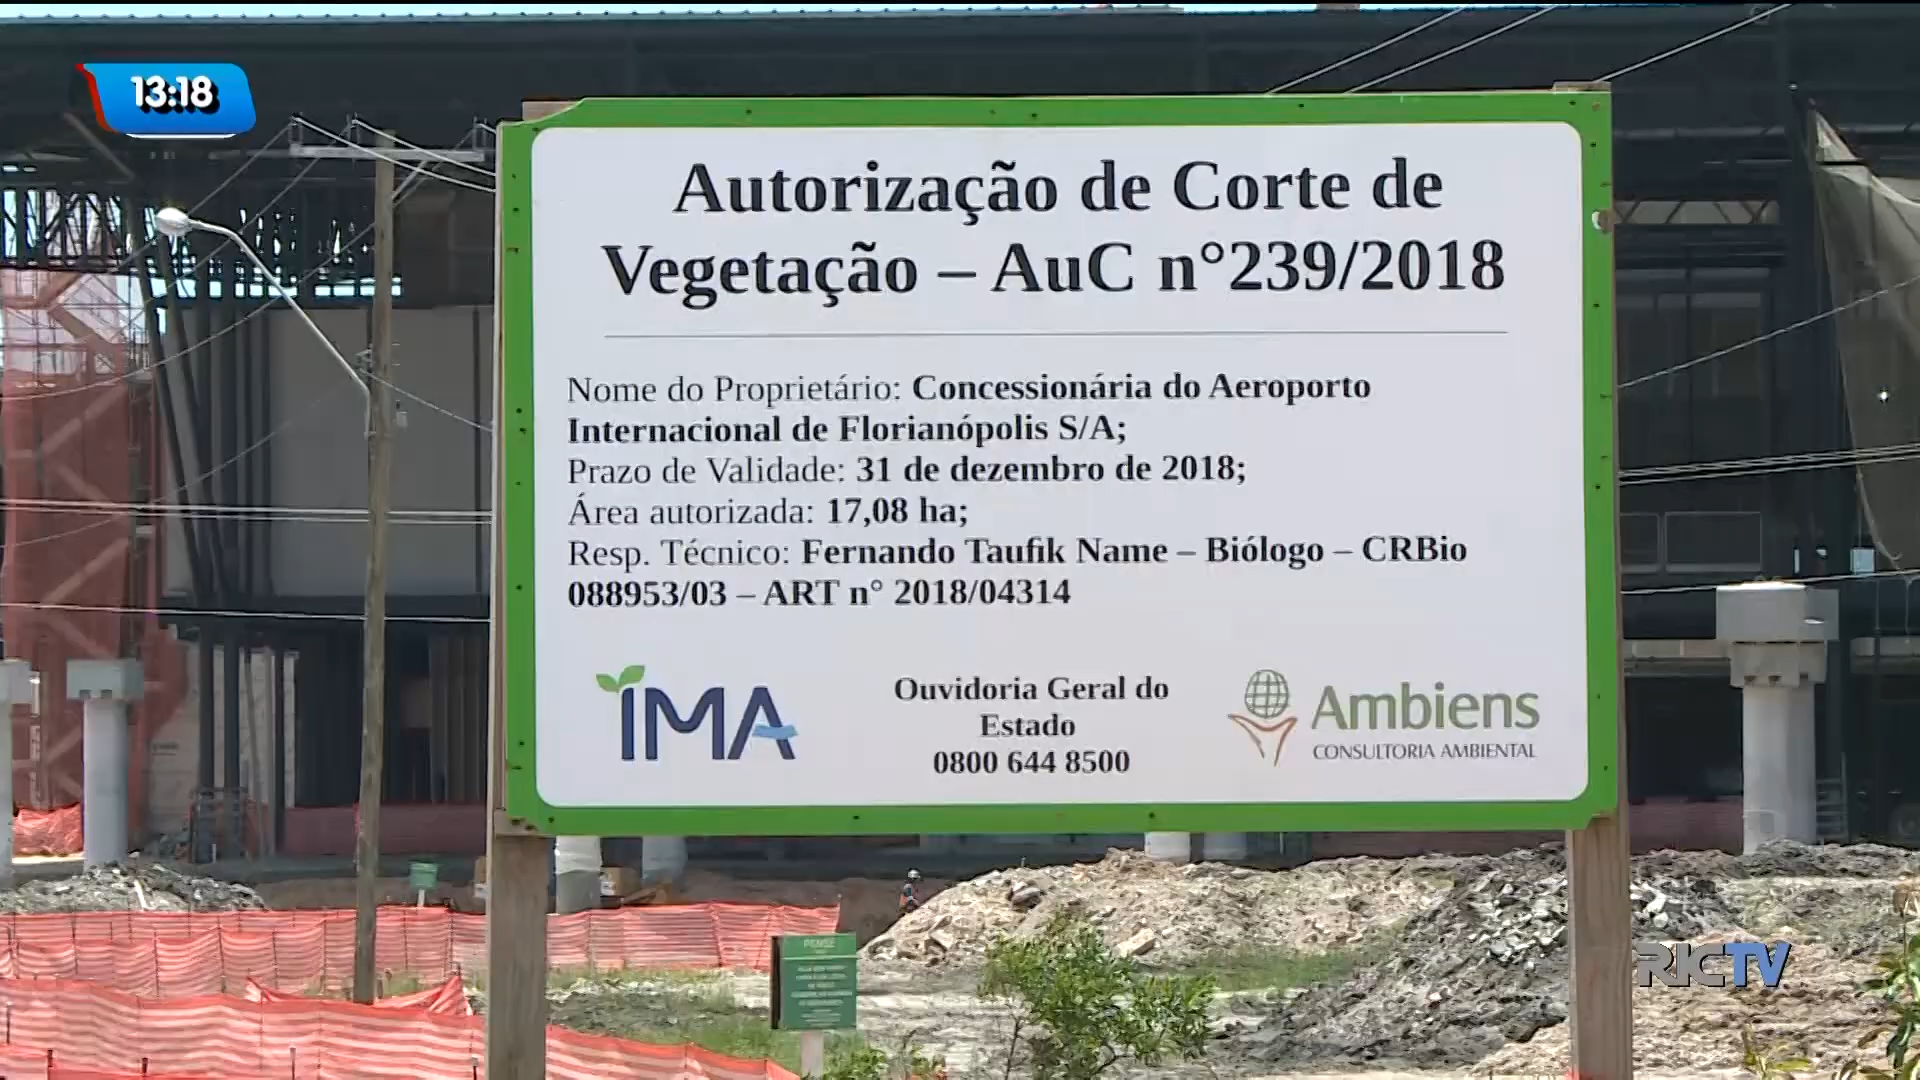 13:18
Autorização de Corte de
Vegetação – AuC n°239/2018
Nome do Proprietário: Concessionária do Aeroporto
Internacional de Florianópolis S/A;
Prazo de Validade: 31 de dezembro de 2018;
Área autorizada: 17,08 ha;
Resp. Técnico: Fernando Taufik Name – Biólogo – CRBio
088953/03 – ART n° 2018/04314
IMA
Ouvidoria Geral do
Estado
0800 644 8500
Ambiens
CONSULTORIA AMBIENTAL
PENSE
RICTV